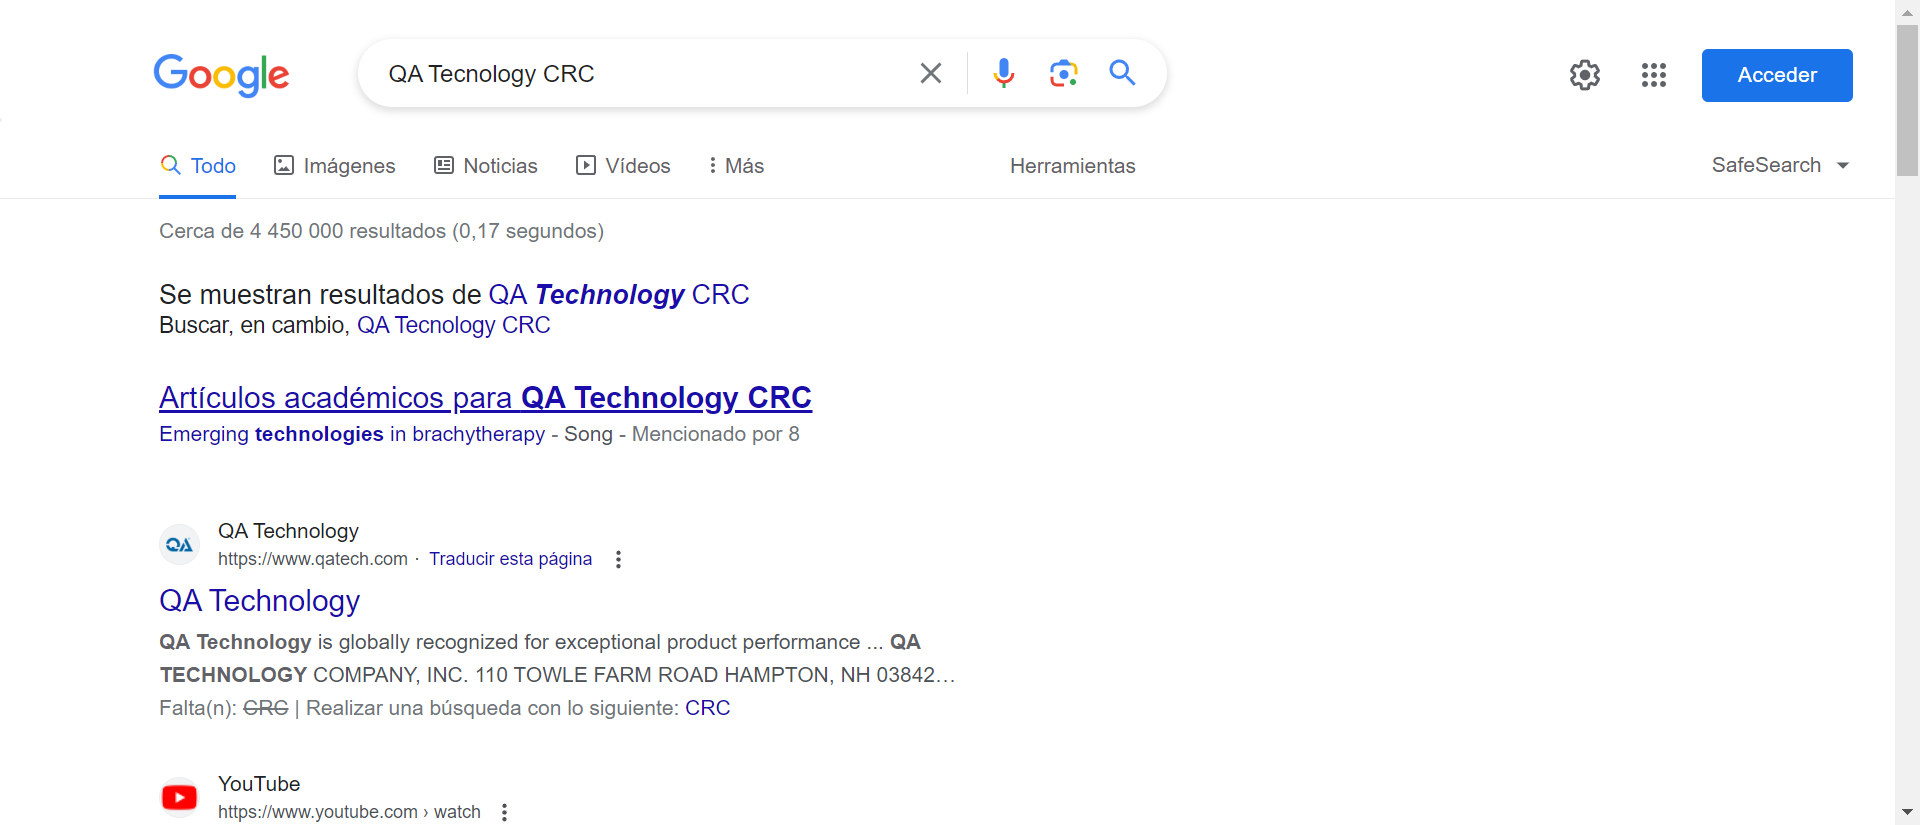 Google
QA Tecnology CRC
Acceder
Todo
Imágenes
Noticias
Vídeos
Más
Herramientas
SafeSearch
Cerca de 4 450 000 resultados (0,17 segundos)
Se muestran resultados de QA Technology CRC
Buscar, en cambio, QA Tecnology CRC
Artículos académicos para QA Technology CRC
Emerging technologies in brachytherapy - Song - Mencionado por 8
QA
QA Technology
https://www.qatech.com · Traducir esta página
QA Technology
QA Technology is globally recognized for exceptional product performance ... QA
TECHNOLOGY COMPANY, INC. 110 TOWLE FARM ROAD HAMPTON, NH 03842…
Falta(n): CRC | Realizar una búsqueda con lo siguiente: CRC
YouTube
https://www.youtube.com › watch